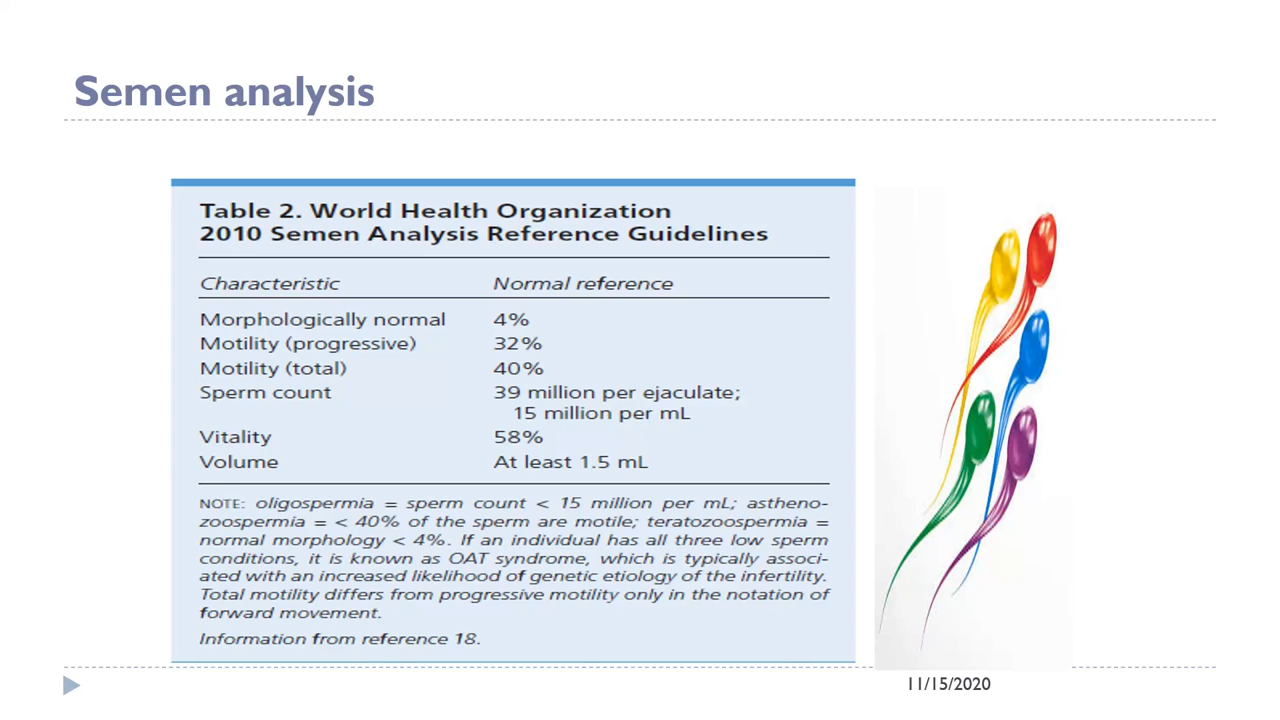 Semen analysis
Table 2. World Health Organization
2010 Semen Analysis Reference Guidelines
Characteristic Normal reference
Morphologically normal 4%
Motility (progressive) 32%
Motility (total) 40%
Sperm count 39 million per ejaculate;
15 million per mL
Vitality 58%
Volume At least 1.5 mL
NOTE: oligospermia = sperm count < 15 million per mL; astheno-
zoospermia = < 40% of the sperm are motile; teratozoospermia =
normal morphology < 4%. If an individual has all three low sperm
conditions, it is known as OAT syndrome, which is typically associ-
ated with an increased likelihood of genetic etiology of the infertility.
Total motility differs from progressive motility only in the notation of
forward movement.
Information from reference 18.
11/15/2020